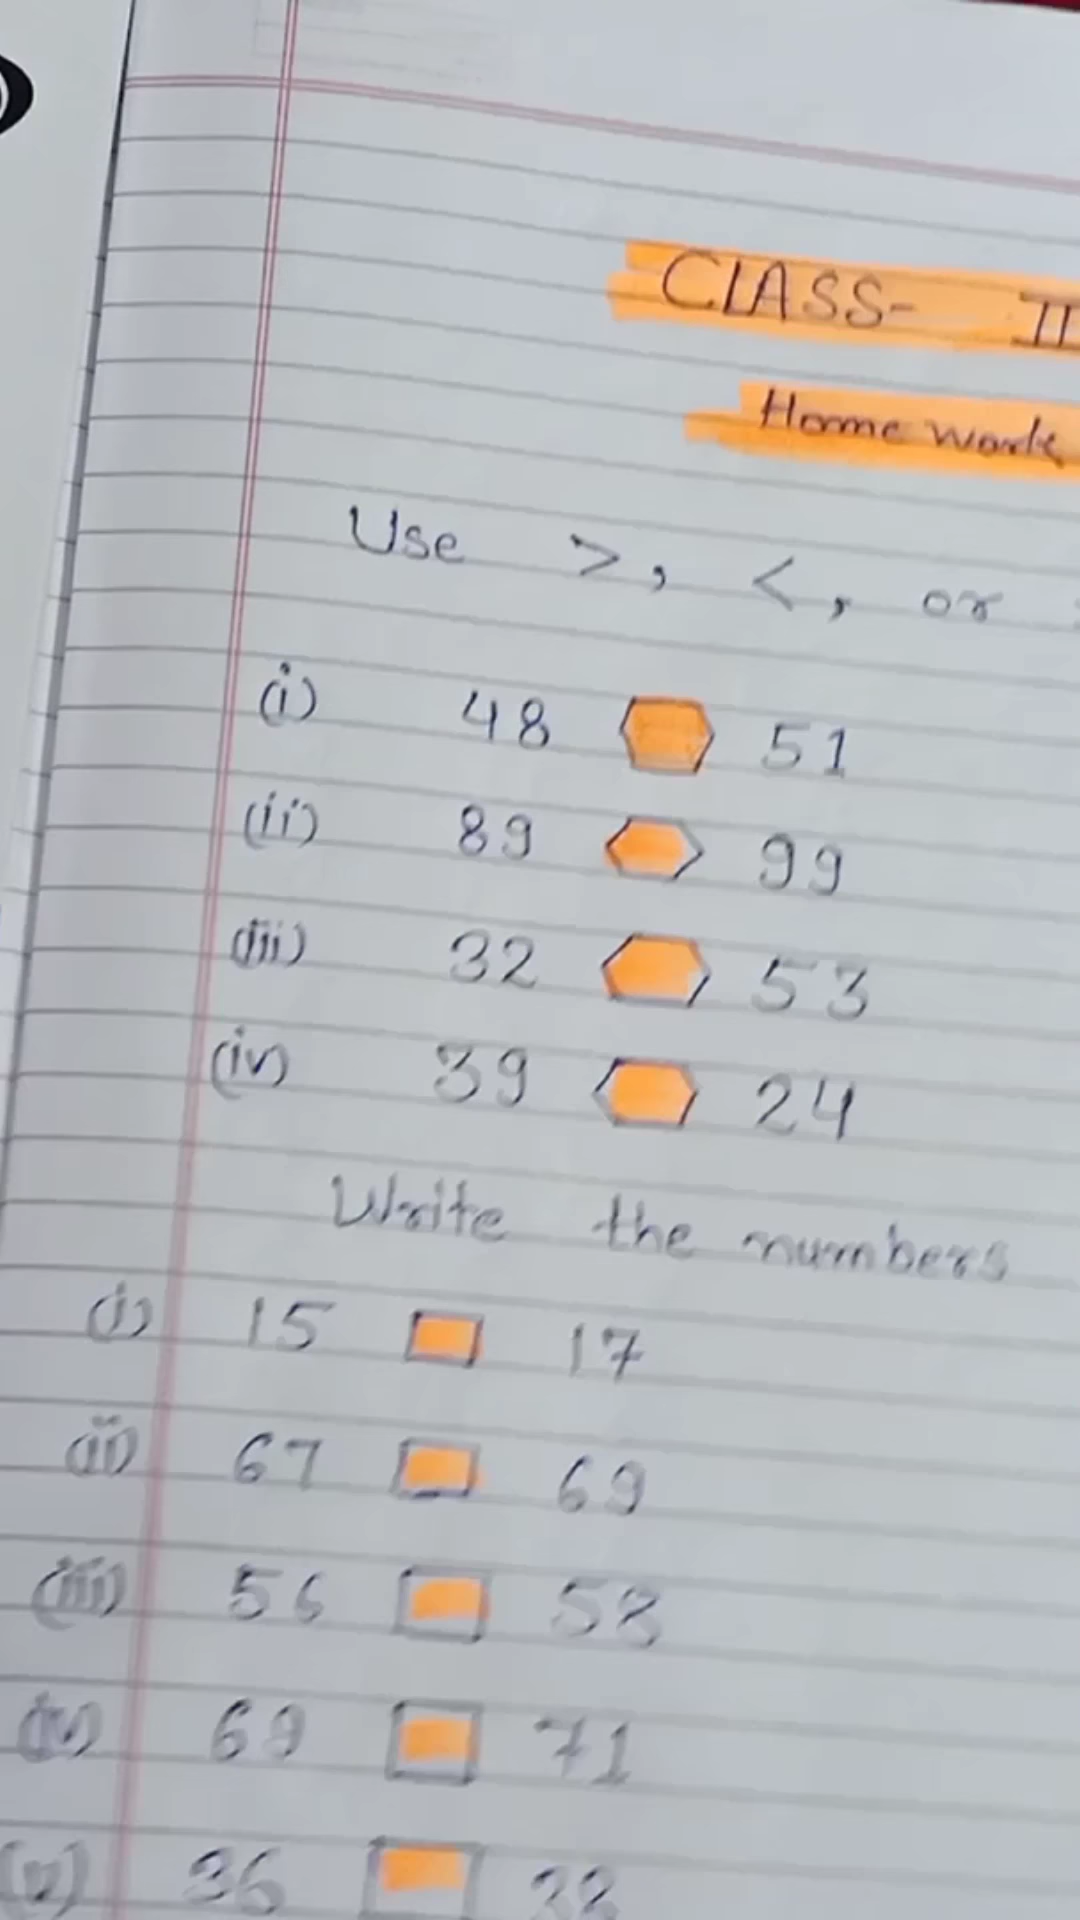 CLASS- II
Home work
Use >, <, or
(i) 48 51
(ii) 89 99
(iii) 32 53
(iv) 39 24
Write the numbers
(i) 15 17
(ii) 67 69
(iii) 56 58
(iv) 69 71
(v) 36